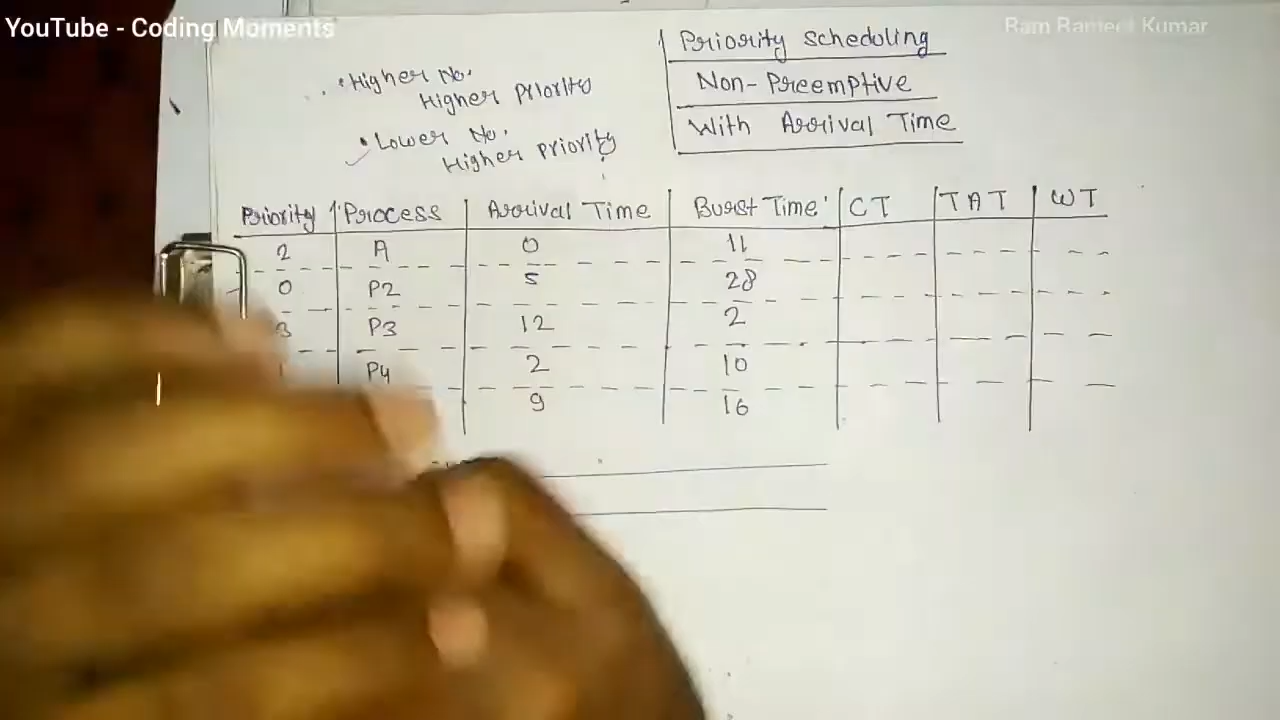 YouTube - Coding Moments
Ram Rameet Kumar
Priority Scheduling
Non-Preemptive
With Arrival Time
• Higher No.
Higher Priority
• Lower No.
Higher Priority
Priority Process Arrival Time Burst Time CT TAT WT
2 A 0 11
0 P2 5 28
3 P3 12 2
P4 2 10
9 16